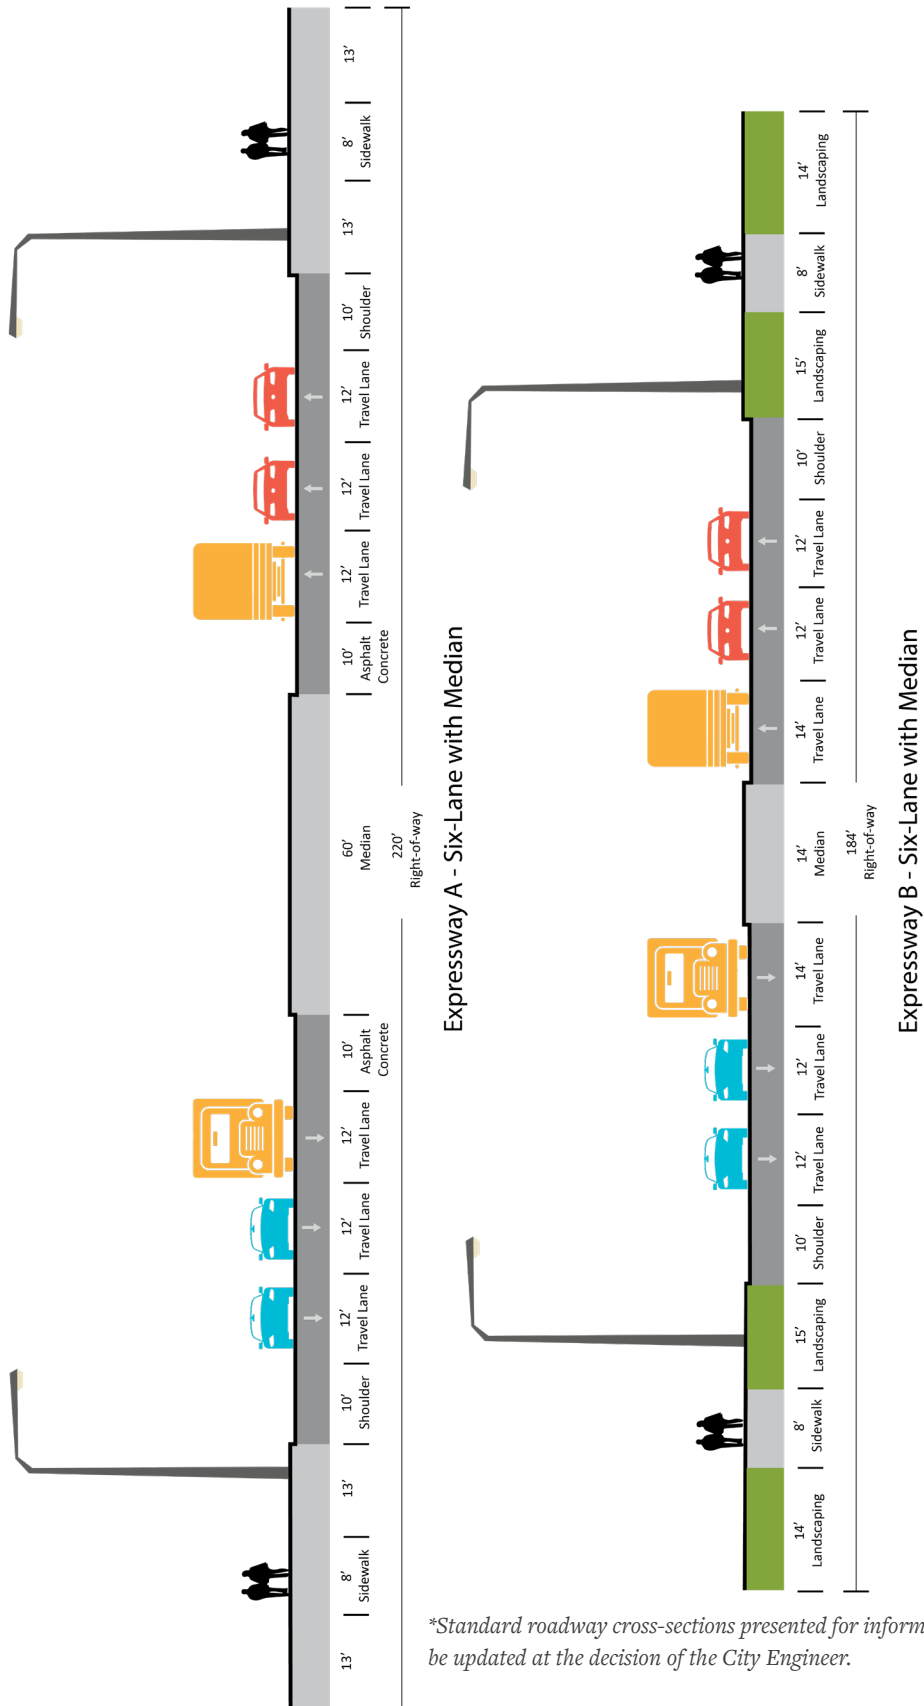 13’
8’
Sidewalk
13’
10’
Shoulder
12’
Travel Lane
12’
Travel Lane
12’
Travel Lane
10’
Asphalt
Concrete
60’
Median
10’
Asphalt
Concrete
12’
Travel Lane
12’
Travel Lane
12’
Travel Lane
10’
Shoulder
13’
8’
Sidewalk
13’
220’
Right-of-way
Expressway A - Six-Lane with Median
14’
Landscaping
8’
Sidewalk
15’
Landscaping
10’
Shoulder
12’
Travel Lane
12’
Travel Lane
14’
Travel Lane
14’
Median
14’
Travel Lane
12’
Travel Lane
12’
Travel Lane
10’
Shoulder
15’
Landscaping
8’
Sidewalk
14’
Landscaping
184’
Right-of-way
Expressway B - Six-Lane with Median
*Standard roadway cross-sections presented for inform
be updated at the decision of the City Engineer.